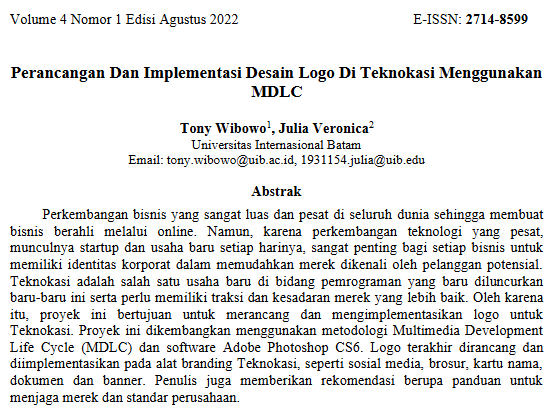 Volume 4 Nomor 1 Edisi Agustus 2022 E-ISSN: 2714-8599
Perancangan Dan Implementasi Desain Logo Di Teknokasi Menggunakan
MDLC
Tony Wibowo1, Julia Veronica2
Universitas Internasional Batam
Email: tony.wibowo@uib.ac.id, 1931154.julia@uib.edu
Abstrak
Perkembangan bisnis yang sangat luas dan pesat di seluruh dunia sehingga membuat
bisnis berahli melalui online. Namun, karena perkembangan teknologi yang pesat,
munculnya startup dan usaha baru setiap harinya, sangat penting bagi setiap bisnis untuk
memiliki identitas korporat dalam memudahkan merek dikenali oleh pelanggan potensial.
Teknokasi adalah salah satu usaha baru di bidang pemrograman yang baru diluncurkan
baru-baru ini serta perlu memiliki traksi dan kesadaran merek yang lebih baik. Oleh karena
itu, proyek ini bertujuan untuk merancang dan mengimplementasikan logo untuk
Teknokasi. Proyek ini dikembangkan menggunakan metodologi Multimedia Development
Life Cycle (MDLC) dan software Adobe Photoshop CS6. Logo terakhir dirancang dan
diimplementasikan pada alat branding Teknokasi, seperti sosial media, brosur, kartu nama,
dokumen dan banner. Penulis juga memberikan rekomendasi berupa panduan untuk
menjaga merek dan standar perusahaan.